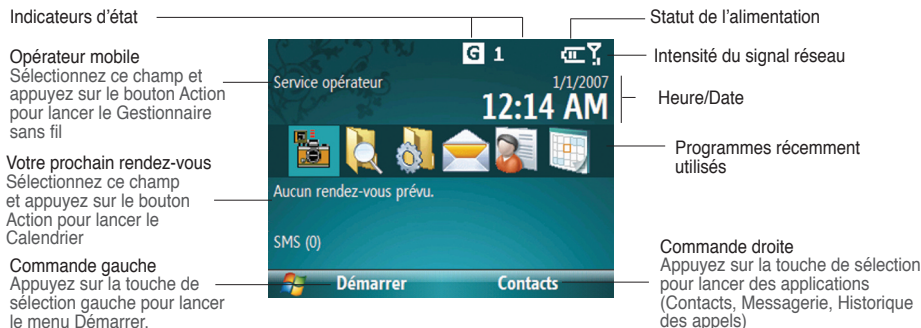 Indicateurs d'état
Opérateur mobile
Sélectionnez ce champ et
appuyez sur le bouton Action
pour lancer le Gestionnaire
sans fil
Votre prochain rendez-vous
Sélectionnez ce champ
et appuyez sur le bouton
Action pour lancer le
Calendrier
Commande gauche
Appuyez sur la touche de
sélection gauche pour lancer
le menu Démarrer.
G 1
Service opérateur
1/1/2007
12:14 AM
Aucun rendez-vous prévu.
SMS (0)
Démarrer
Contacts
Statut de l'alimentation
Intensité du signal réseau
Heure/Date
Programmes récemment
utilisés
Commande droite
Appuyez sur la touche de sélection
pour lancer des applications
(Contacts, Messagerie, Historique
des appels)